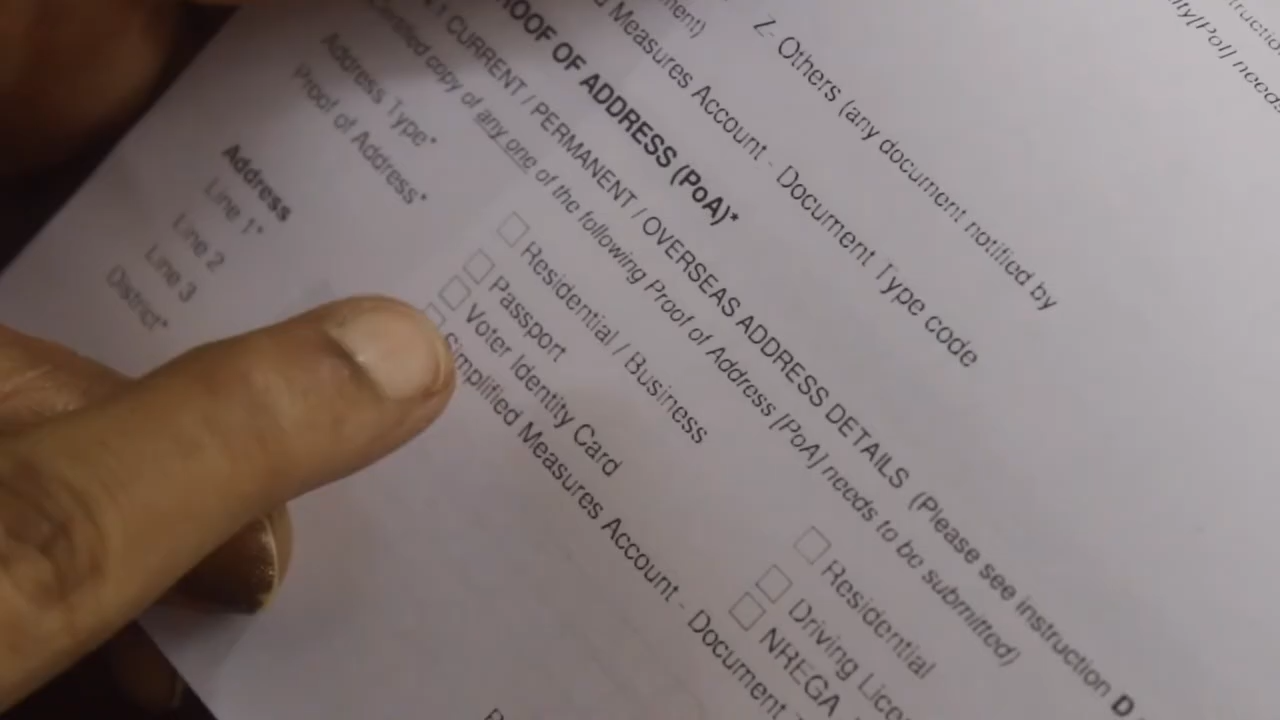 Z- Others (any document notified by
Measures Account - Document Type code
OF OF ADDRESS (PoA)*
CURRENT / PERMANENT / OVERSEAS ADDRESS DETAILS (Please see instruction D
copy of any one of the following Proof of Address [PoA] needs to be submitted)
Address Type*
Residential / Business
Residential
Proof of Address*
Passport
Driving Lice
Voter Identity Card
NREGA
Simplified Measures Account - Document
Address
Line 1*
Line 2
Line 3
District*